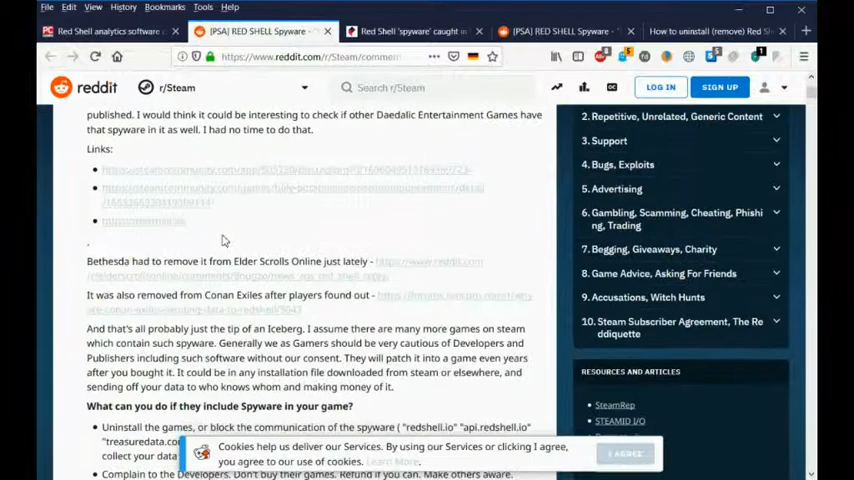 File Edit View Bookmarks Tools Help
Red Shell analytics software
[PSA] RED SHELL Spyware - "
Red Shell 'spyware' caught in
[PSA] RED SHELL Spyware - "
How to uninstall (remove) Red Sh
https://www.reddit.com/r/Steam/commen
reddit
r/Steam
Search r/Steam
LOG IN
SIGN UP
published. I would think it could be interesting to check if other Daedalic Entertainment Games have
that spyware in it as well. I had no time to do that.
Links:
.
Bethesda had to remove it from Elder Scrolls Online just lately - https://www.reddit.com
It was also removed from Conan Exiles after players found out -
And that's all probably just the tip of an Iceberg. I assume there are many more games on steam
which contain such spyware. Generally we as Gamers should be very cautious of Developers and
Publishers including such software without our consent. They will patch it into a game even years
after you bought it. It could be in any installation file downloaded from steam or elsewhere, and
sending off your data to who knows whom and making money of it.
What can you do if they include Spyware in your game?
Uninstall the games, or block the communication of the spyware ( "redshell.io" "api.redshell.io"
"treasuredata.co
collect your data
Complain to the Developers. Don't buy their games. Refund if you can. Make others aware.
2. Repetitive, Unrelated, Generic Content
3. Support
4. Bugs, Exploits
5. Advertising
6. Gambling, Scamming, Cheating, Phishi
ng, Trading
7. Begging, Giveaways, Charity
8. Game Advice, Asking For Friends
9. Accusations, Witch Hunts
10. Steam Subscriber Agreement, The Re
ddiquette
RESOURCES AND ARTICLES
SteamRep
STEAMID I/O
Cookies help us deliver our Services. By using our Services or clicking I agree,
you agree to our use of cookies. Learn More.
I AGREE